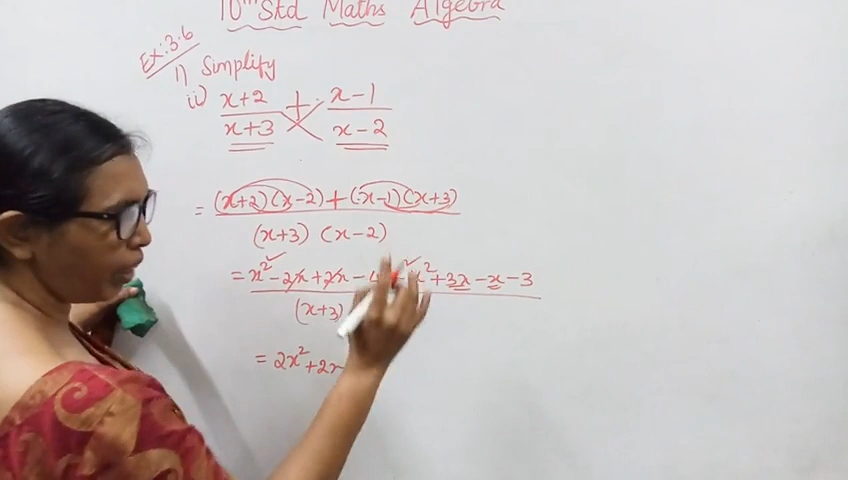 10th Std Maths Algebra
Ex:3.6
1) Simplify
ii) x+2/x+3 + x-1/x-2
= (x+2)(x-2)+(x-1)(x+3)
(x+3) (x-2)
= x²-2x+2x-4+x²+3x-x-3
(x+3)
= 2x²+2x